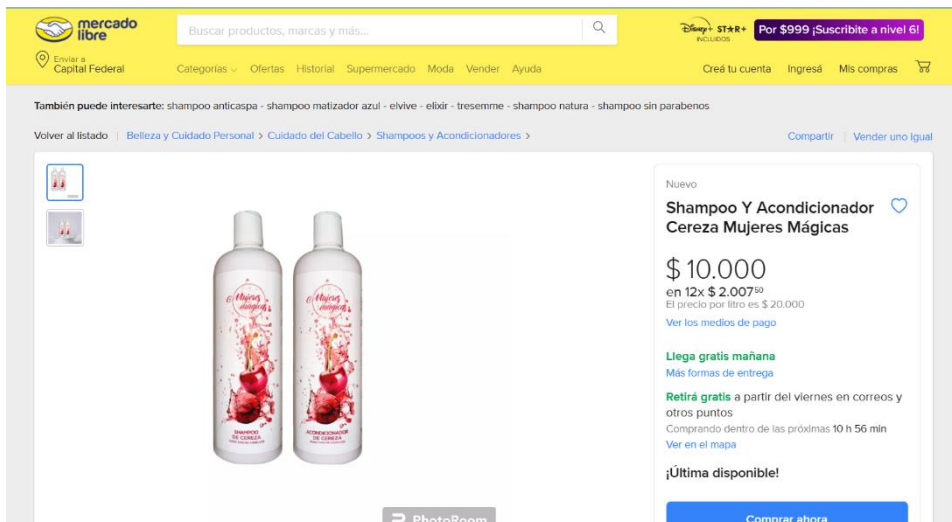 mercado
libre
Buscar productos, marcas y más...
Disney+ STAR+
INCLUIDOS
Por $999 ¡Suscribite a nivel 6!
Enviar a
Capital Federal
Categorías Ofertas Historial Supermercado Moda Vender Ayuda
Creá tu cuenta Ingresá Mis compras
También puede interesarte: shampoo anticaspa - shampoo matizador azul - elvive - elixir - tresemme - shampoo natura - shampoo sin parabenos
Volver al listado | Belleza y Cuidado Personal > Cuidado del Cabello > Shampoos y Acondicionadores >
Compartir | Vender uno igual
Nuevo
Shampoo Y Acondicionador
Cereza Mujeres Mágicas
$ 10.000
en 12x $ 2.007⁵⁰
El precio por litro es $ 20.000
Ver los medios de pago
Llega gratis mañana
Más formas de entrega
Retirá gratis a partir del viernes en correos y
otros puntos
Comprando dentro de las próximas 10 h 56 min
Ver en el mapa
¡Última disponible!
Comprar ahora
Mujeres
mágicas
SHAMPOO
DE CEREZA
Mujeres
mágicas
ACONDICIONADOR
DE CEREZA
PhotoRoom